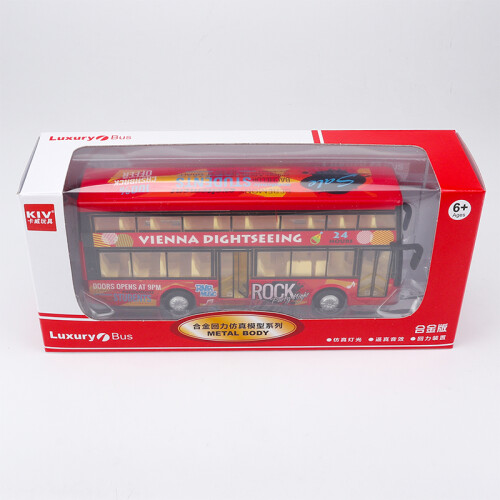 Luxury Bus
KIV
卡威玩具
6+
Ages
Sale
VIENNA DIGHTSEEING
24
DOORS OPENS AT 9PM
ROCK
合金回力仿真模型系列
METAL BODY
Luxury Bus
合金版
●仿真灯光 ●逼真音效 ●回力装置